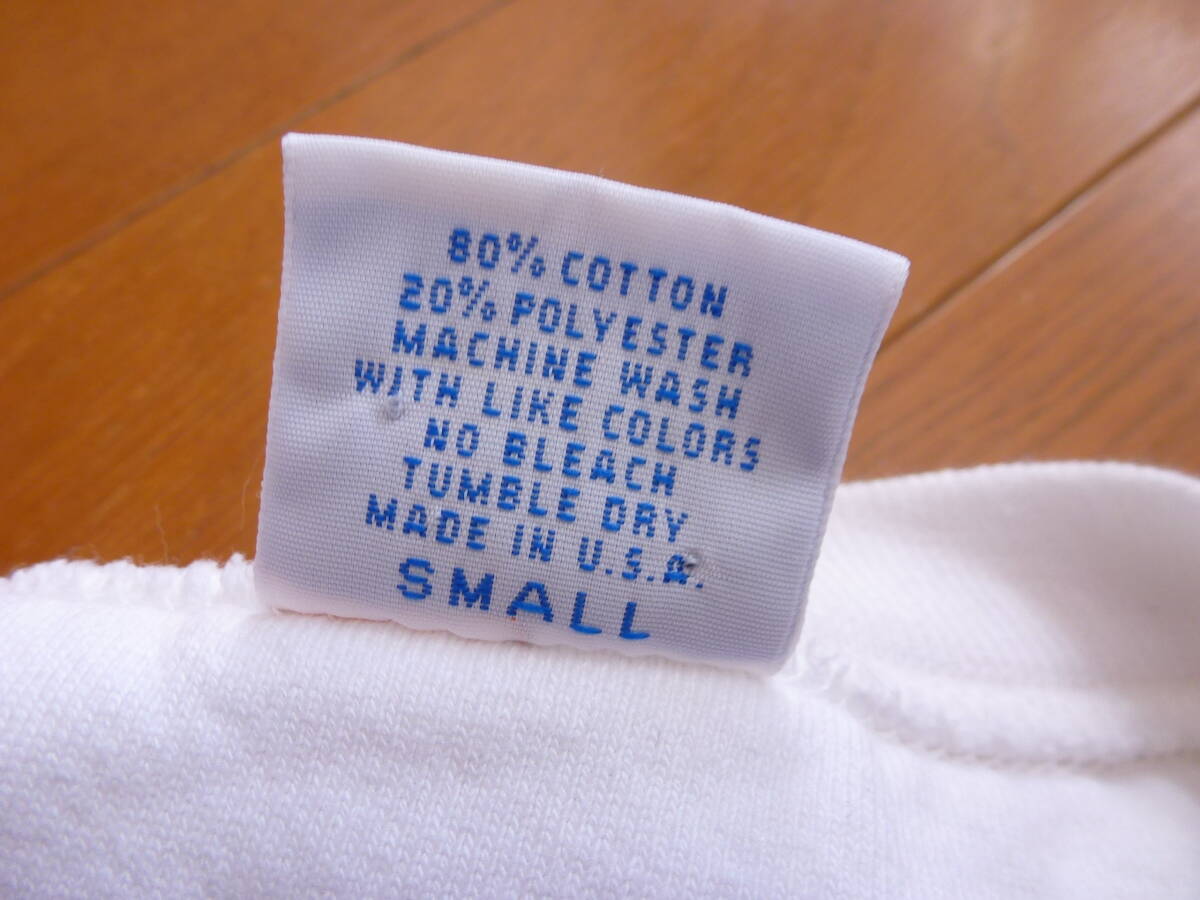 80% COTTON
20% POLYESTER
MACHINE WASH
WITH LIKE COLORS
NO BLEACH
TUMBLE DRY
MADE IN U.S.A.
SMALL